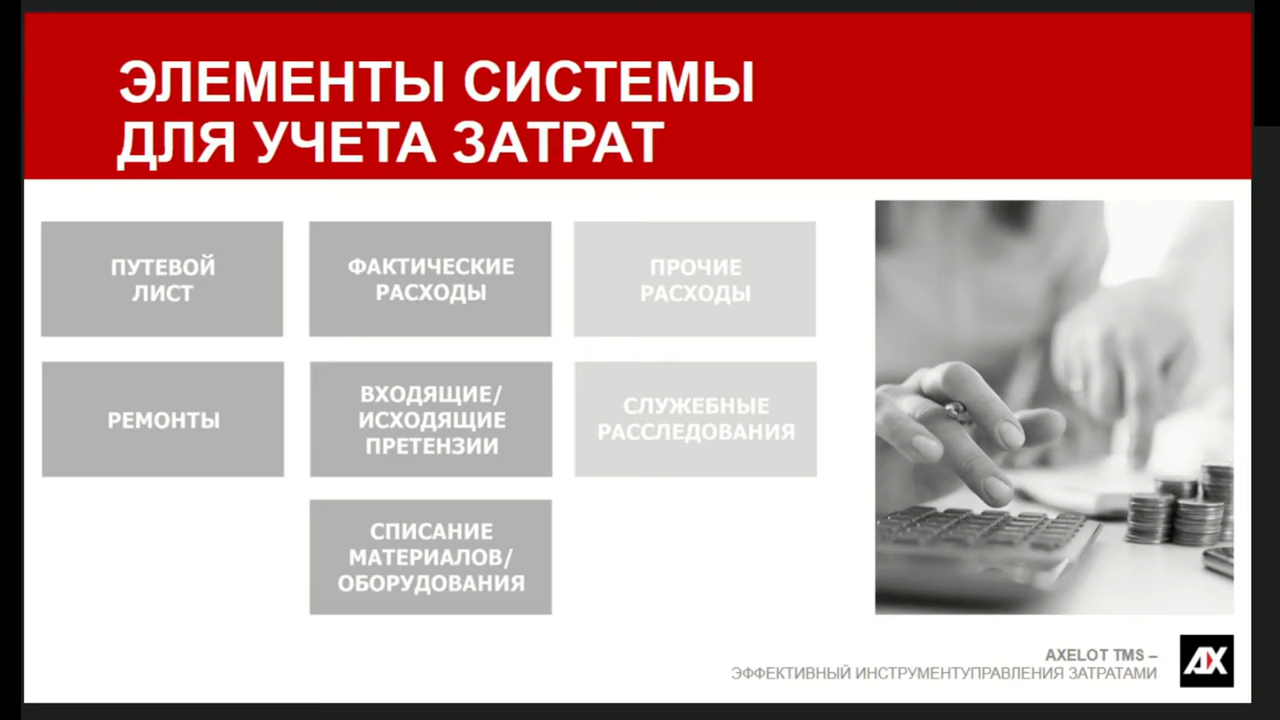 ЭЛЕМЕНТЫ СИСТЕМЫ
ДЛЯ УЧЕТА ЗАТРАТ
ПУТЕВОЙ
ЛИСТ
ФАКТИЧЕСКИЕ
РАСХОДЫ
ПРОЧИЕ
РАСХОДЫ
РЕМОНТЫ
ВХОДЯЩИЕ/
ИСХОДЯЩИЕ
ПРЕТЕНЗИИ
СЛУЖЕБНЫЕ
РАССЛЕДОВАНИЯ
СПИСАНИЕ
МАТЕРИАЛОВ/
ОБОРУДОВАНИЯ
AXELOT TMS –
ЭФФЕКТИВНЫЙ ИНСТРУМЕНТУПРАВЛЕНИЯ ЗАТРАТАМИ
AX